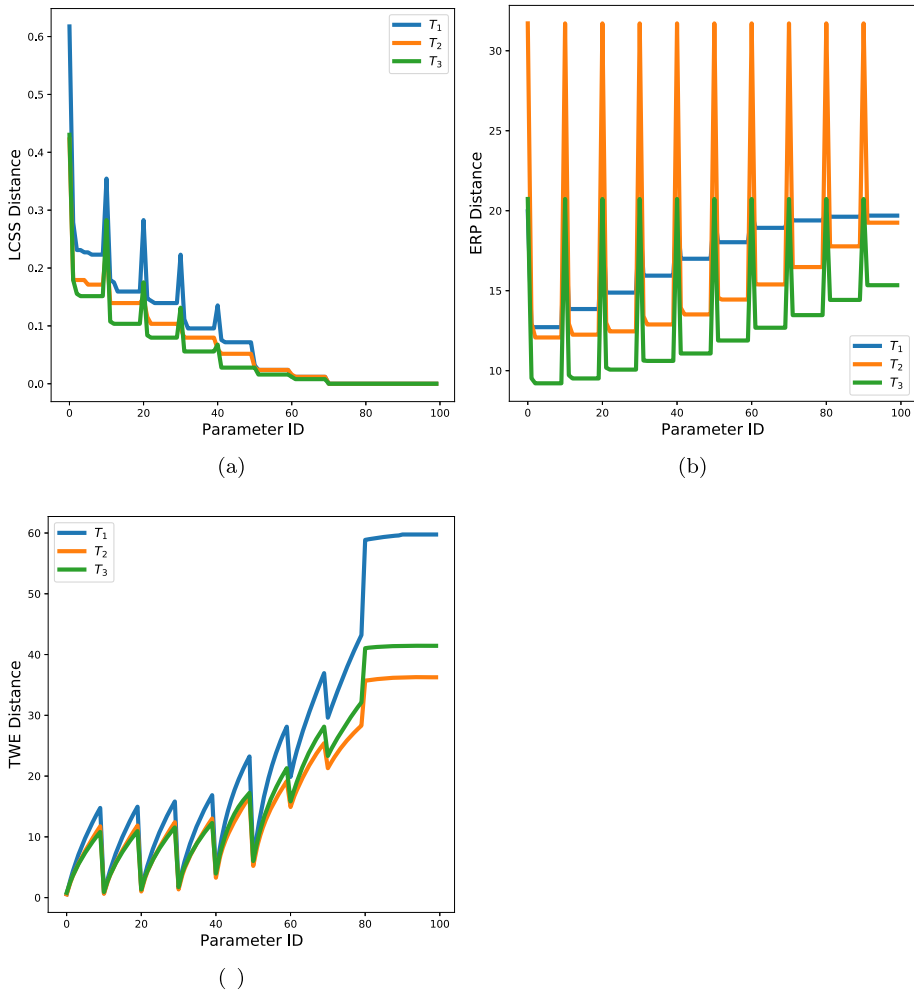 T1
T2
T3
LCSS Distance
0.6
0.5
0.4
0.3
0.2
0.1
0.0
0 20 40 60 80 100
Parameter ID
(a)
ERP Distance
30
25
20
15
10
T1
T2
T3
0 20 40 60 80 100
Parameter ID
(b)
T1
T2
T3
TWE Distance
60
50
40
30
20
10
0
0 20 40 60 80 100
Parameter ID
( )